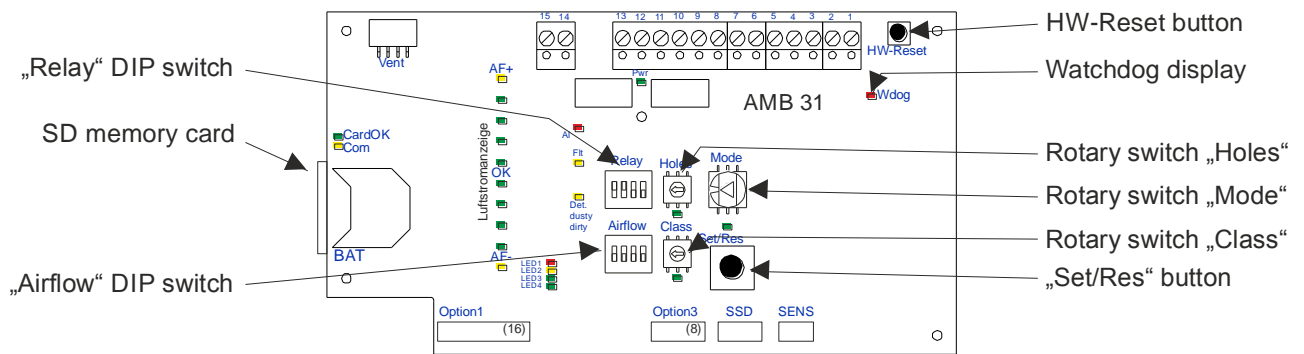 15 14
13 12 11 10 9 8 7 6 5 4 3 2 1
HW-Reset button
Vent
HW-Reset
„Relay“ DIP switch
AF+
Pwr
Watchdog display
AMB 31
Wdog
SD memory card
CardOK
Com
Luftstromanzeige
OK
Al
Flt
Relay
Holes
Mode
Rotary switch „Holes“
Rotary switch „Mode“
Det.
dusty
dirty
Airflow
Class
Set/Res
Rotary switch „Class“
BAT
AF-
LED1
LED2
LED3
LED4
„Airflow“ DIP switch
„Set/Res“ button
Option1
(16)
Option3
(8)
SSD
SENS